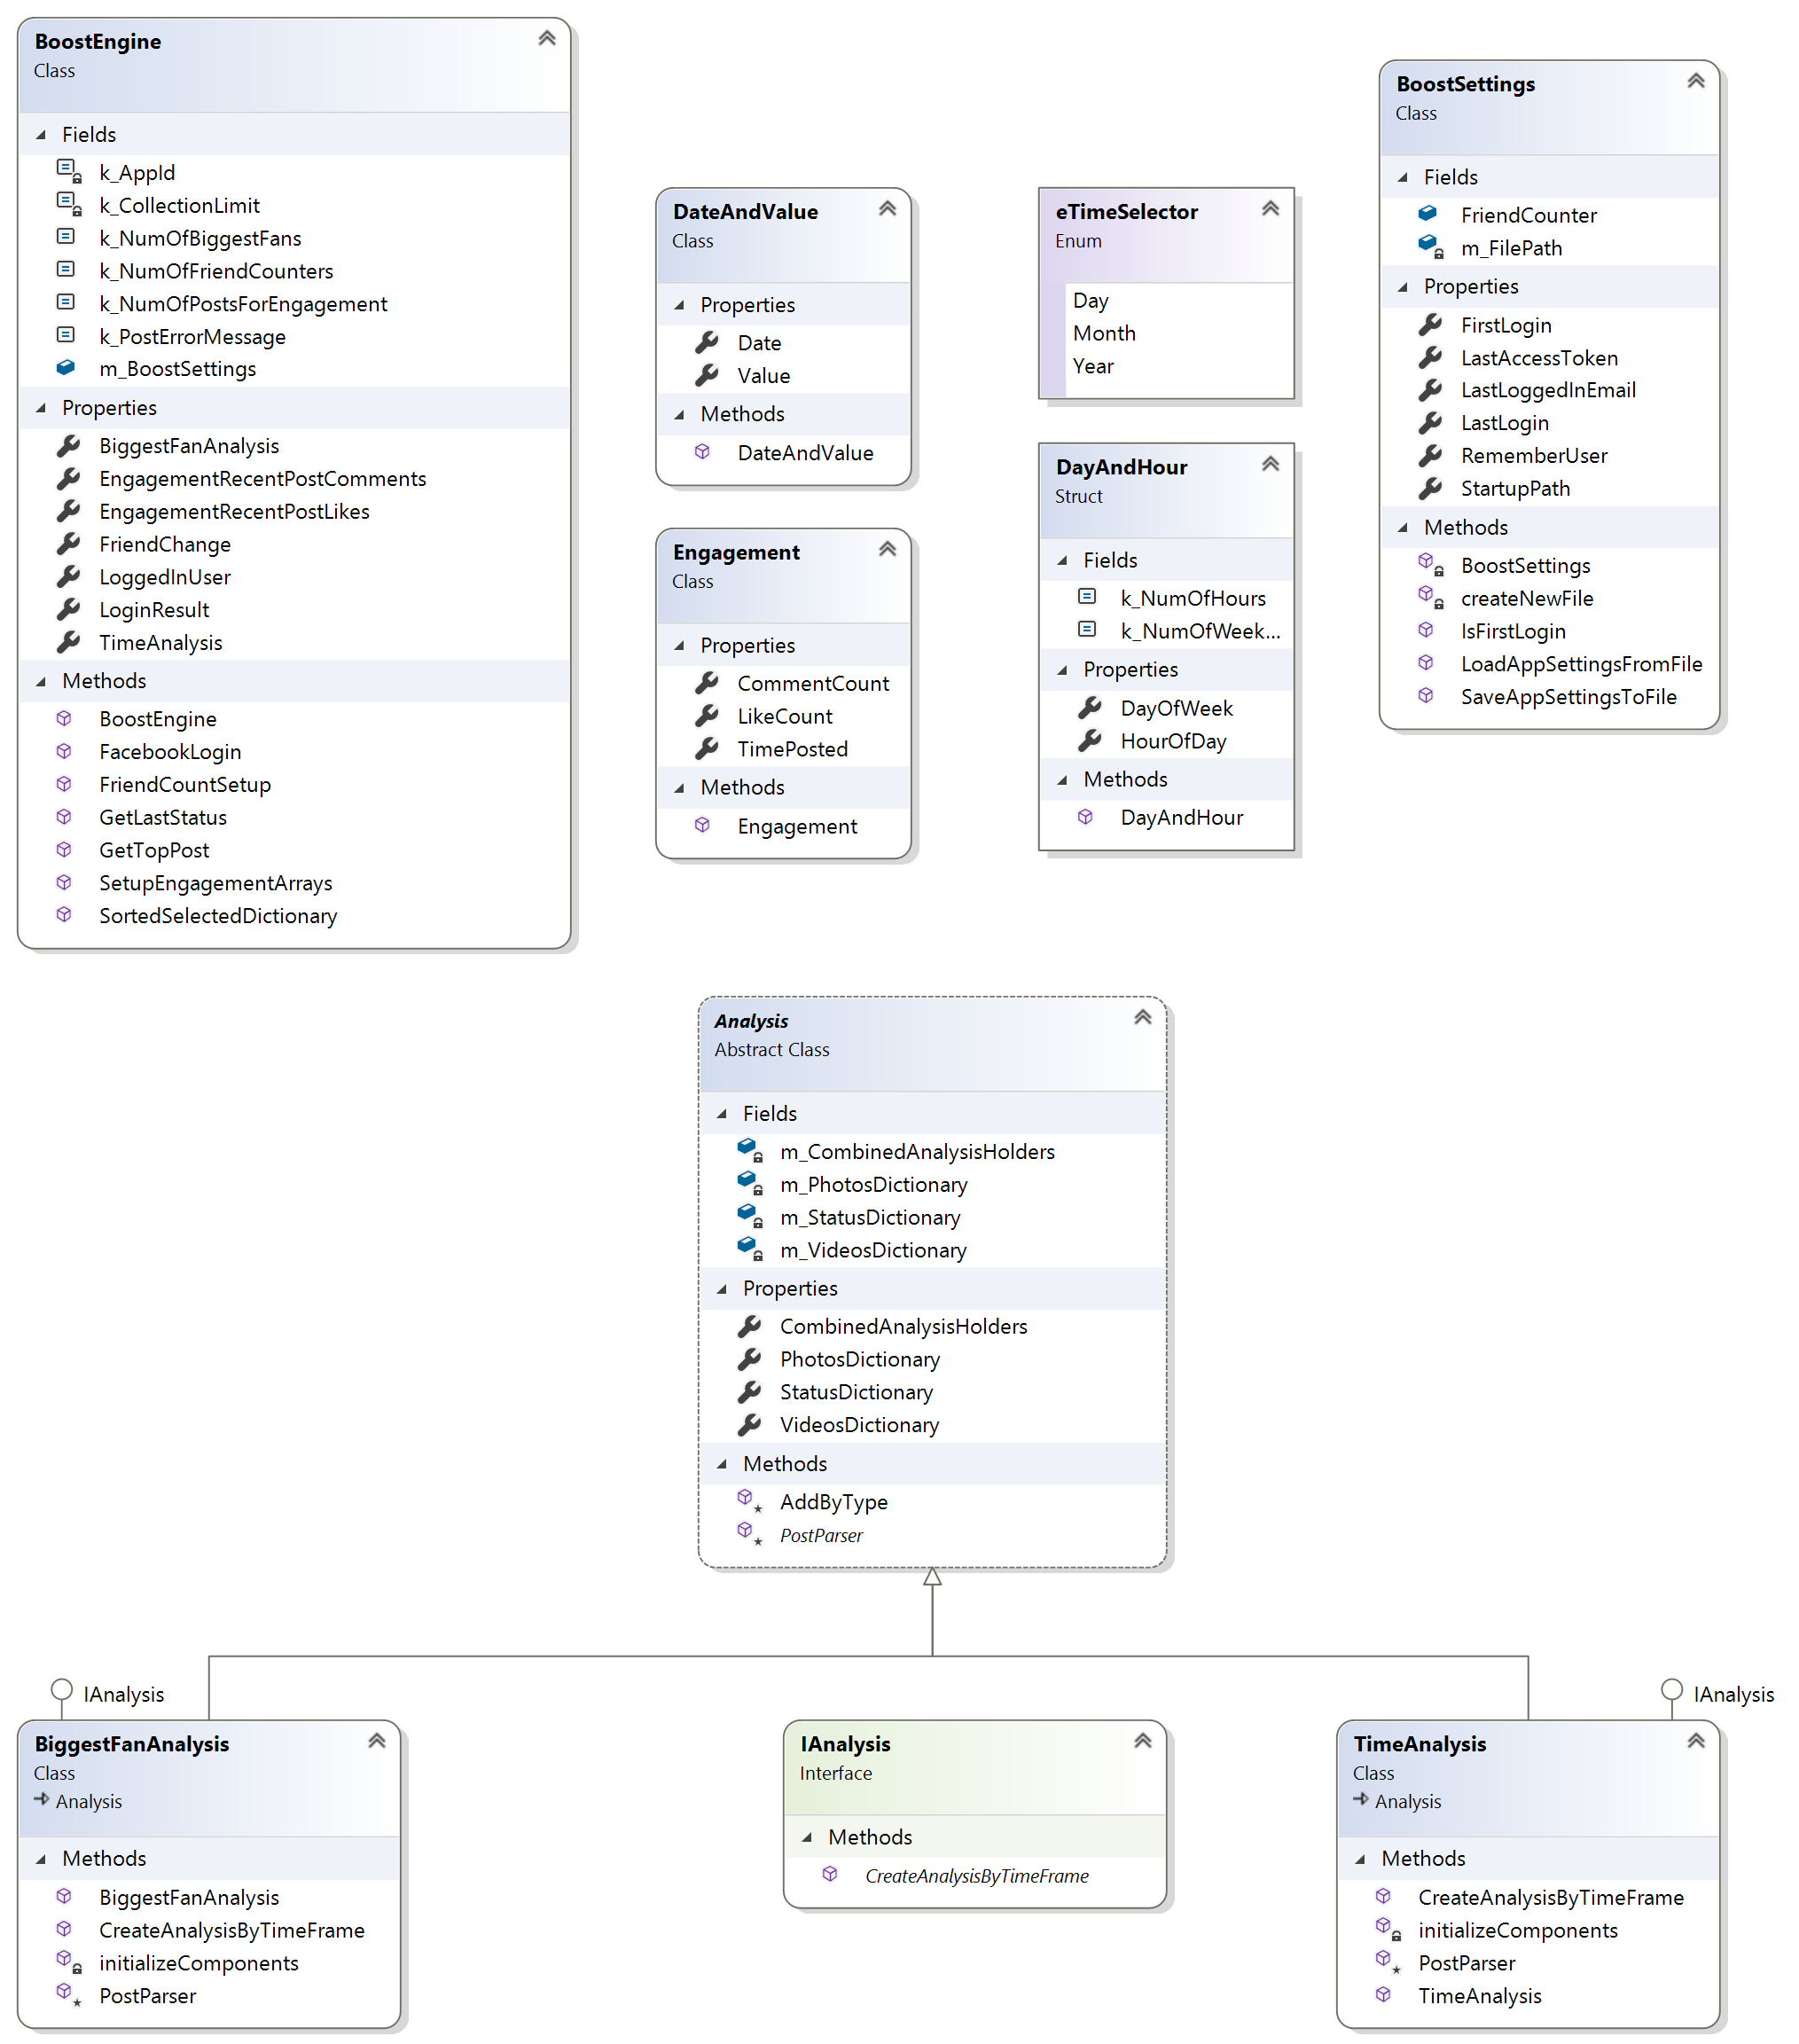 BoostEngine
Class
Fields
k_AppId
k_CollectionLimit
k_NumOfBiggestFans
k_NumOfFriendCounters
k_NumOfPostsForEngagement
k_PostErrorMessage
m_BoostSettings
Properties
BiggestFanAnalysis
EngagementRecentPostComments
EngagementRecentPostLikes
FriendChange
LoggedInUser
LoginResult
TimeAnalysis
Methods
BoostEngine
FacebookLogin
FriendCountSetup
GetLastStatus
GetTopPost
SetupEngagementArrays
SortedSelectedDictionary
DateAndValue
Class
Properties
Date
Value
Methods
DateAndValue
Engagement
Class
Properties
CommentCount
LikeCount
TimePosted
Methods
Engagement
eTimeSelector
Enum
Day
Month
Year
DayAndHour
Struct
Fields
k_NumOfHours
k_NumOfWeek...
Properties
DayOfWeek
HourOfDay
Methods
DayAndHour
BoostSettings
Class
Fields
FriendCounter
m_FilePath
Properties
FirstLogin
LastAccessToken
LastLoggedInEmail
LastLogin
RememberUser
StartupPath
Methods
BoostSettings
createNewFile
IsFirstLogin
LoadAppSettingsFromFile
SaveAppSettingsToFile
Analysis
Abstract Class
Fields
m_CombinedAnalysisHolders
m_PhotosDictionary
m_StatusDictionary
m_VideosDictionary
Properties
CombinedAnalysisHolders
PhotosDictionary
StatusDictionary
VideosDictionary
Methods
AddByType
PostParser
IAnalysis
BiggestFanAnalysis
Class
Analysis
Methods
BiggestFanAnalysis
CreateAnalysisByTimeFrame
initializeComponents
PostParser
IAnalysis
Interface
Methods
CreateAnalysisByTimeFrame
IAnalysis
TimeAnalysis
Class
Analysis
Methods
CreateAnalysisByTimeFrame
initializeComponents
PostParser
TimeAnalysis